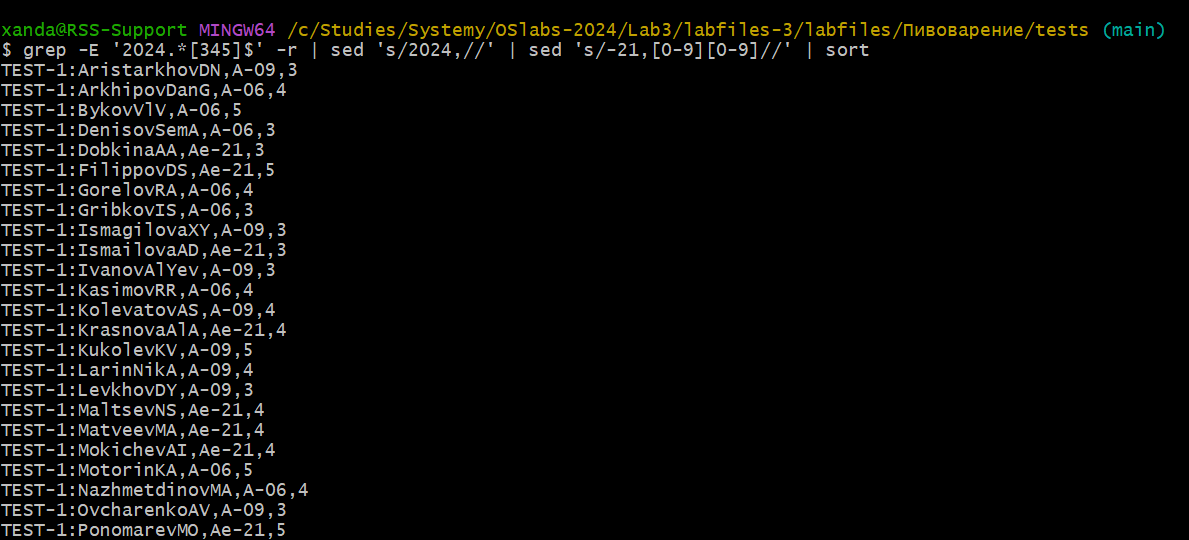 xanda@RSS-Support MINGW64 /c/Studies/Systemy/OSlabs-2024/Lab3/labfiles-3/labfiles/Пивоварение/tests (main)
$ grep -E '2024.*[345]$' -r | sed 's/2024,//' | sed 's/-21,[0-9][0-9]//' | sort
TEST-1:AristarkhovDN,A-09,3
TEST-1:ArkhipovDanG,A-06,4
TEST-1:BykovVlV,A-06,5
TEST-1:DenisovSemA,A-06,3
TEST-1:DobkinaAA,Ae-21,3
TEST-1:FilippovDS,Ae-21,5
TEST-1:GorelovRA,A-06,4
TEST-1:GribkovIS,A-06,3
TEST-1:IsmagilovaXY,A-09,3
TEST-1:IsmailovaAD,Ae-21,3
TEST-1:IvanovAlYev,A-09,3
TEST-1:KasimovRR,A-06,4
TEST-1:KolevatovAS,A-09,4
TEST-1:KrasnovaAlA,Ae-21,4
TEST-1:KukolevKV,A-09,5
TEST-1:LarinNikA,A-09,4
TEST-1:LevkhovDY,A-09,3
TEST-1:MaltsevNS,Ae-21,4
TEST-1:MatveevMA,Ae-21,4
TEST-1:MokichevAI,Ae-21,4
TEST-1:MotorinKA,A-06,5
TEST-1:NazhmetdinovMA,A-06,4
TEST-1:OvcharenkoAV,A-09,3
TEST-1:PonomarevMO,Ae-21,5